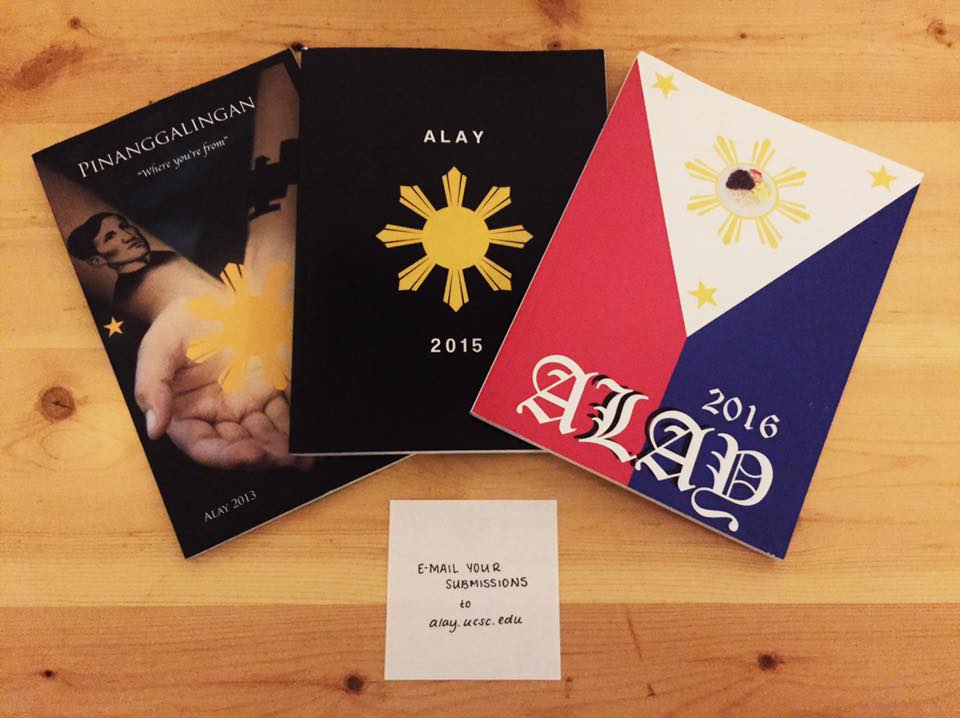 PINANGGALINGAN
"Where you're from"
ALAY 2013
ALAY
2015
2016
ALAY
E-MAIL YOUR
SUBMISSIONS
to
alay.ucsc.edu